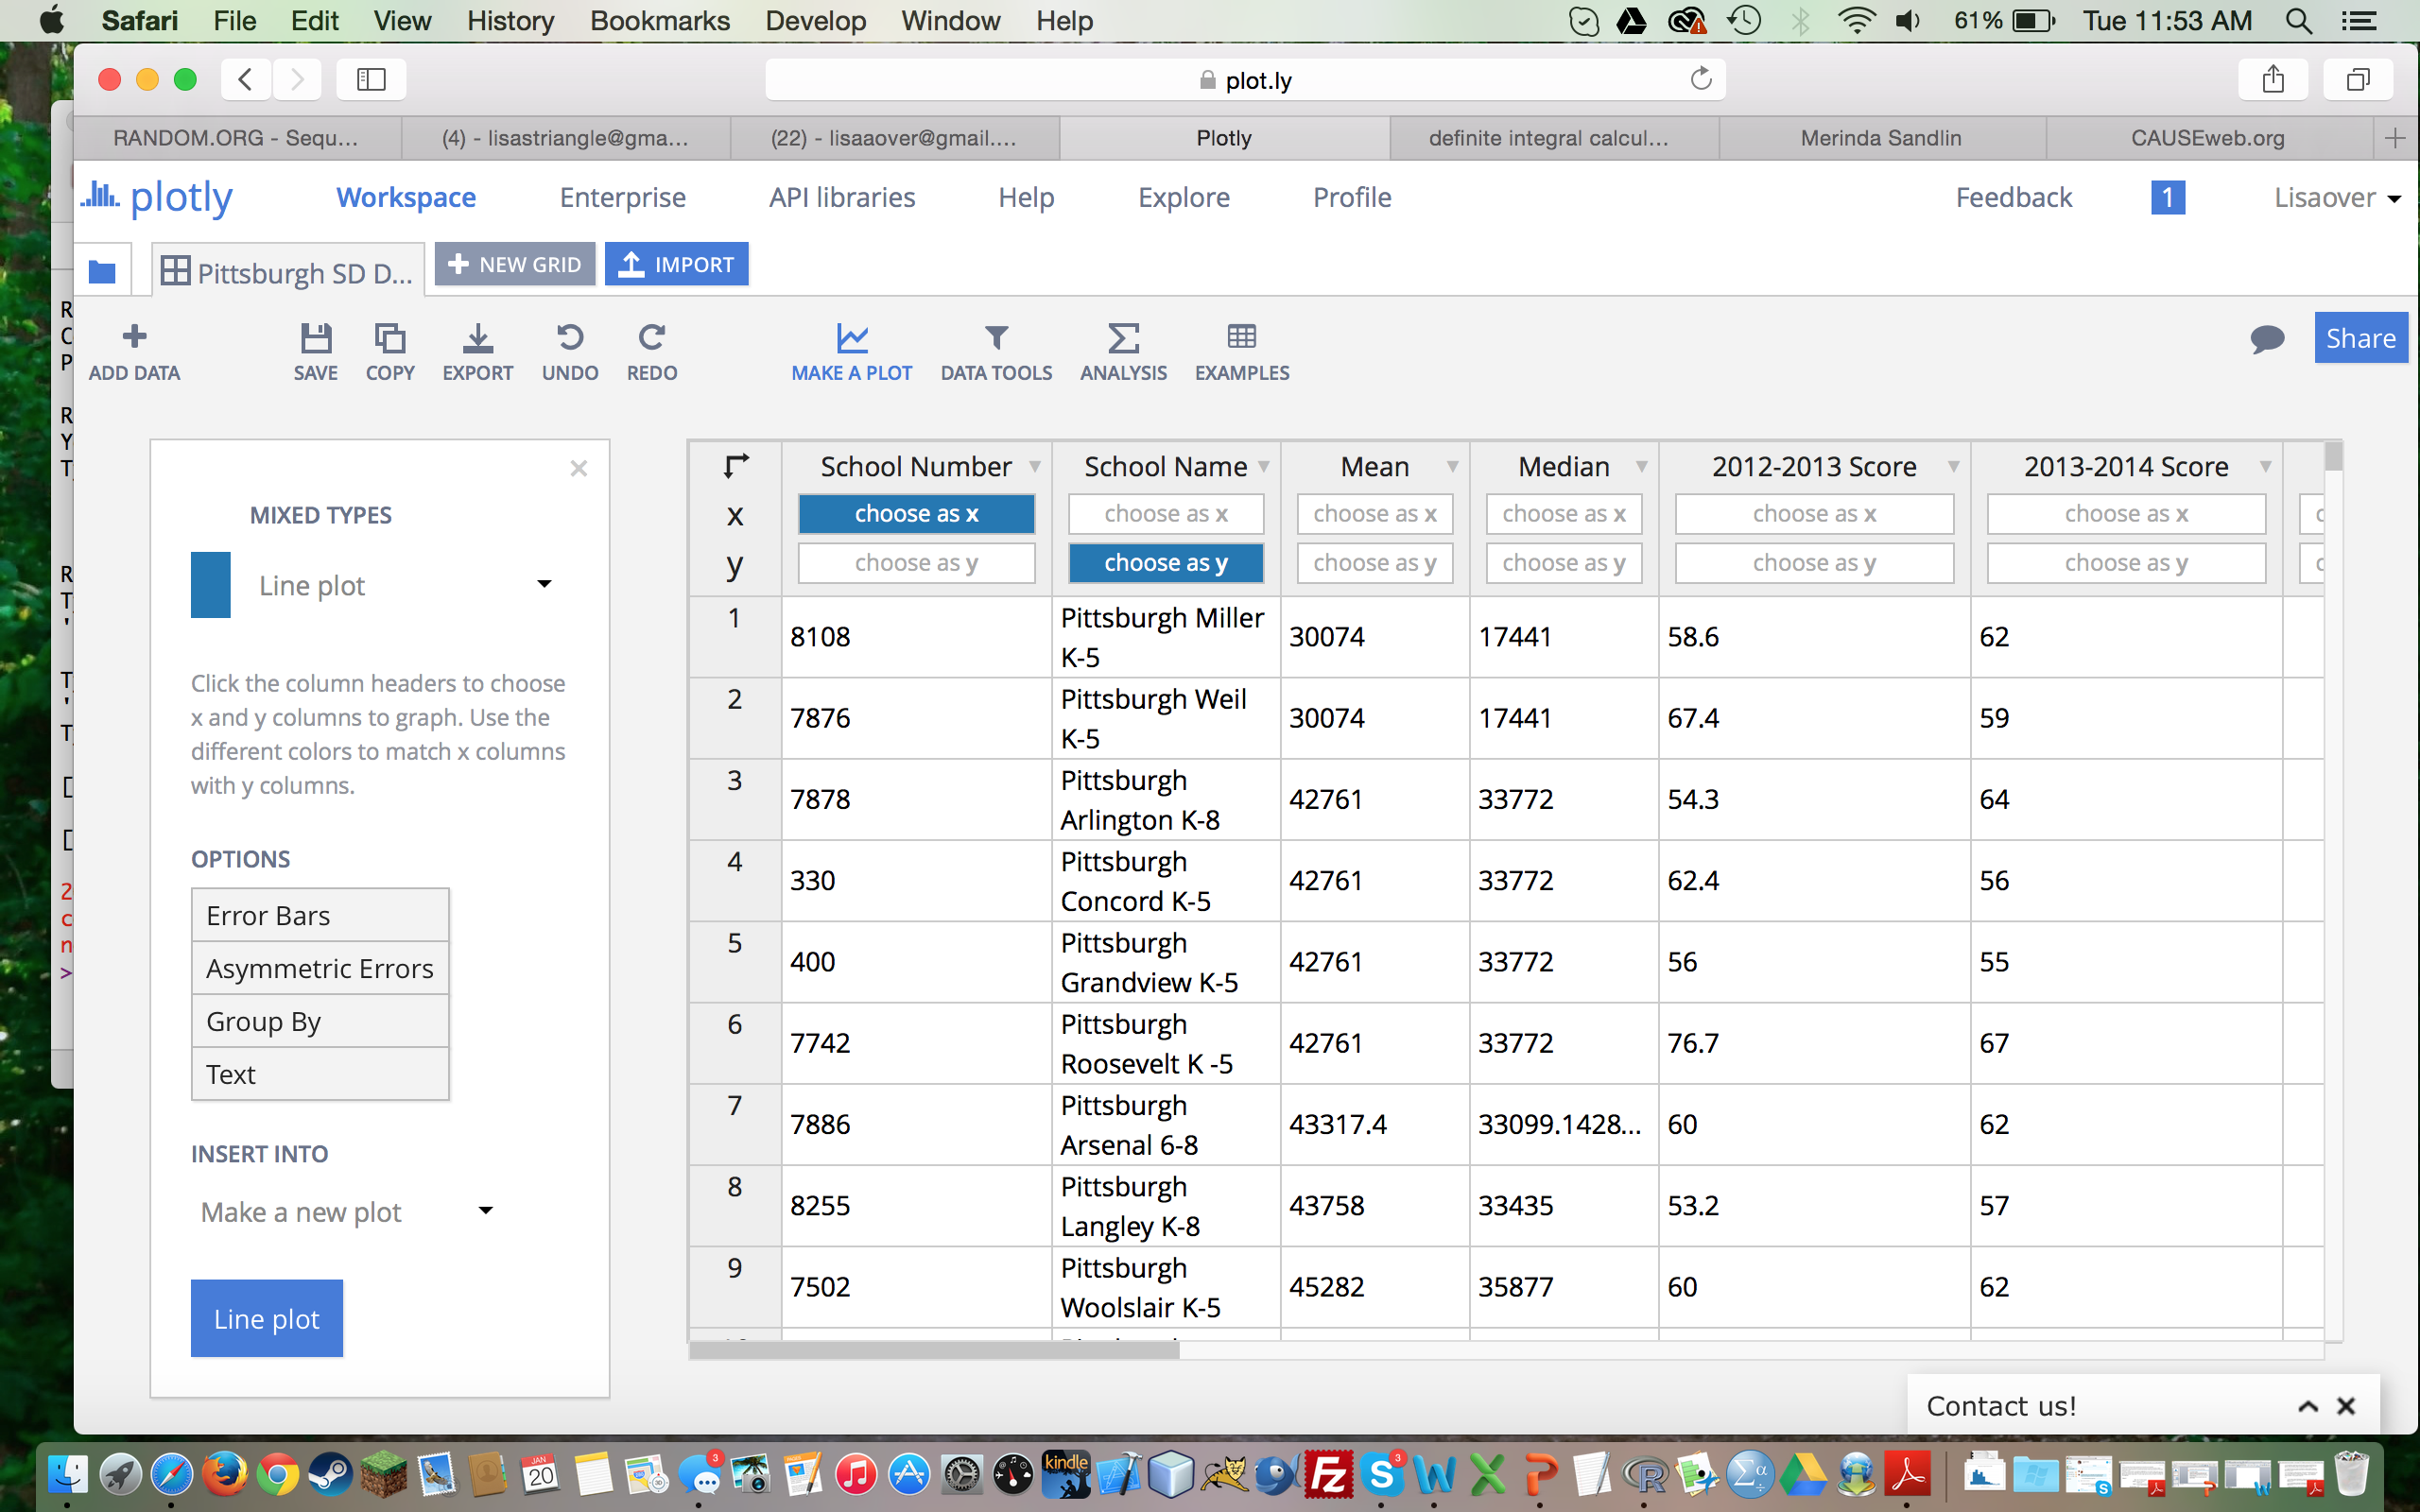 Safari File Edit View History Bookmarks Develop Window Help 61% Tue 11:53 AM
plot.ly
RANDOM.ORG - Sequ... (4) - lisastriangle@gma... (22) - lisaaover@gmail.... Plotly definite integral calcul... Merinda Sandlin CAUSEweb.org
plotly Workspace Enterprise API libraries Help Explore Profile Feedback 1 Lisaover
Pittsburgh SD D... NEW GRID IMPORT
ADD DATA SAVE COPY EXPORT UNDO REDO MAKE A PLOT DATA TOOLS ANALYSIS EXAMPLES Share
MIXED TYPES
Line plot
Click the column headers to choose
x and y columns to graph. Use the
different colors to match x columns
with y columns.
OPTIONS
Error Bars
Asymmetric Errors
Group By
Text
INSERT INTO
Make a new plot
Line plot
School Number School Name Mean Median 2012-2013 Score 2013-2014 Score
x choose as x choose as x choose as x choose as x choose as x choose as x
y choose as y choose as y choose as y choose as y choose as y choose as y
1 8108 Pittsburgh Miller K-5 30074 17441 58.6 62
2 7876 Pittsburgh Weil K-5 30074 17441 67.4 59
3 7878 Pittsburgh Arlington K-8 42761 33772 54.3 64
4 330 Pittsburgh Concord K-5 42761 33772 62.4 56
5 400 Pittsburgh Grandview K-5 42761 33772 56 55
6 7742 Pittsburgh Roosevelt K -5 42761 33772 76.7 67
7 7886 Pittsburgh Arsenal 6-8 43317.4 33099.1428... 60 62
8 8255 Pittsburgh Langley K-8 43758 33435 53.2 57
9 7502 Pittsburgh Woolslair K-5 45282 35877 60 62
Contact us!
JAN
20
3
kindle
Fz
3